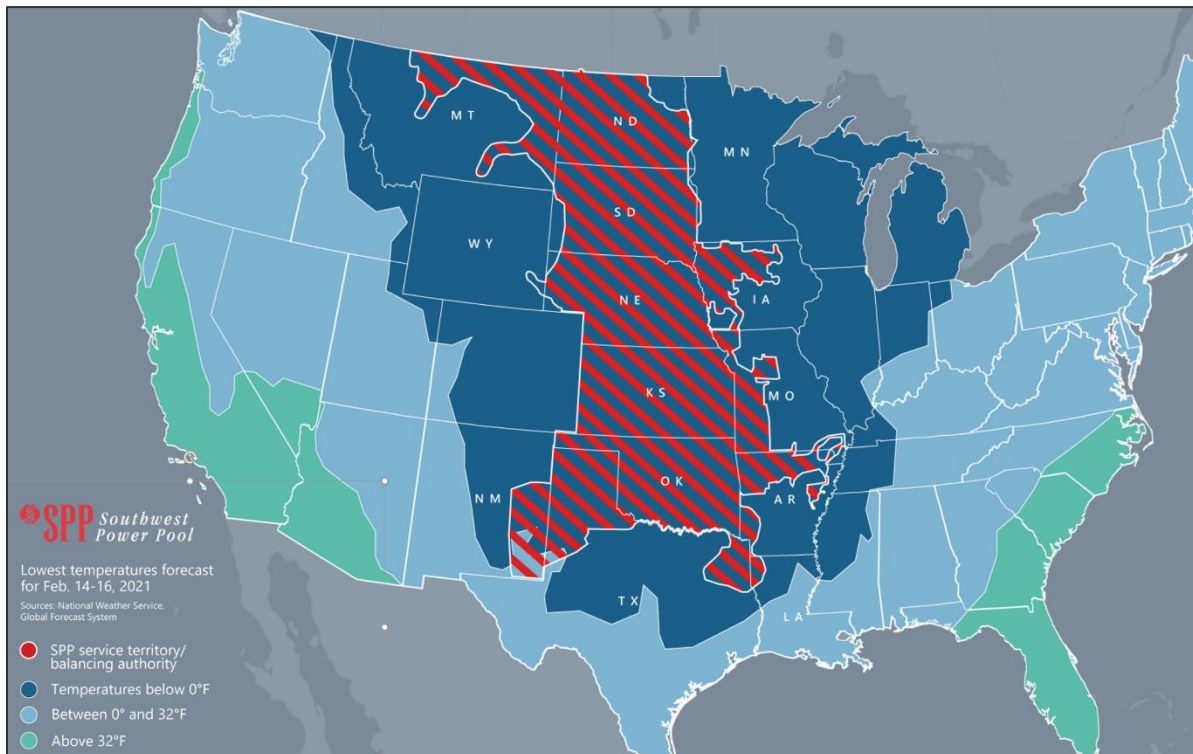 MT
ND
MN
SD
WY
NE
IA
KS
MO
NM
OK
AR
TX
LA
SPP Southwest
Power Pool
Lowest temperatures forecast
for Feb. 14-16, 2021
Sources: National Weather Service,
Global Forecast System
SPP service territory/
balancing authority
Temperatures below 0°F
Between 0° and 32°F
Above 32°F